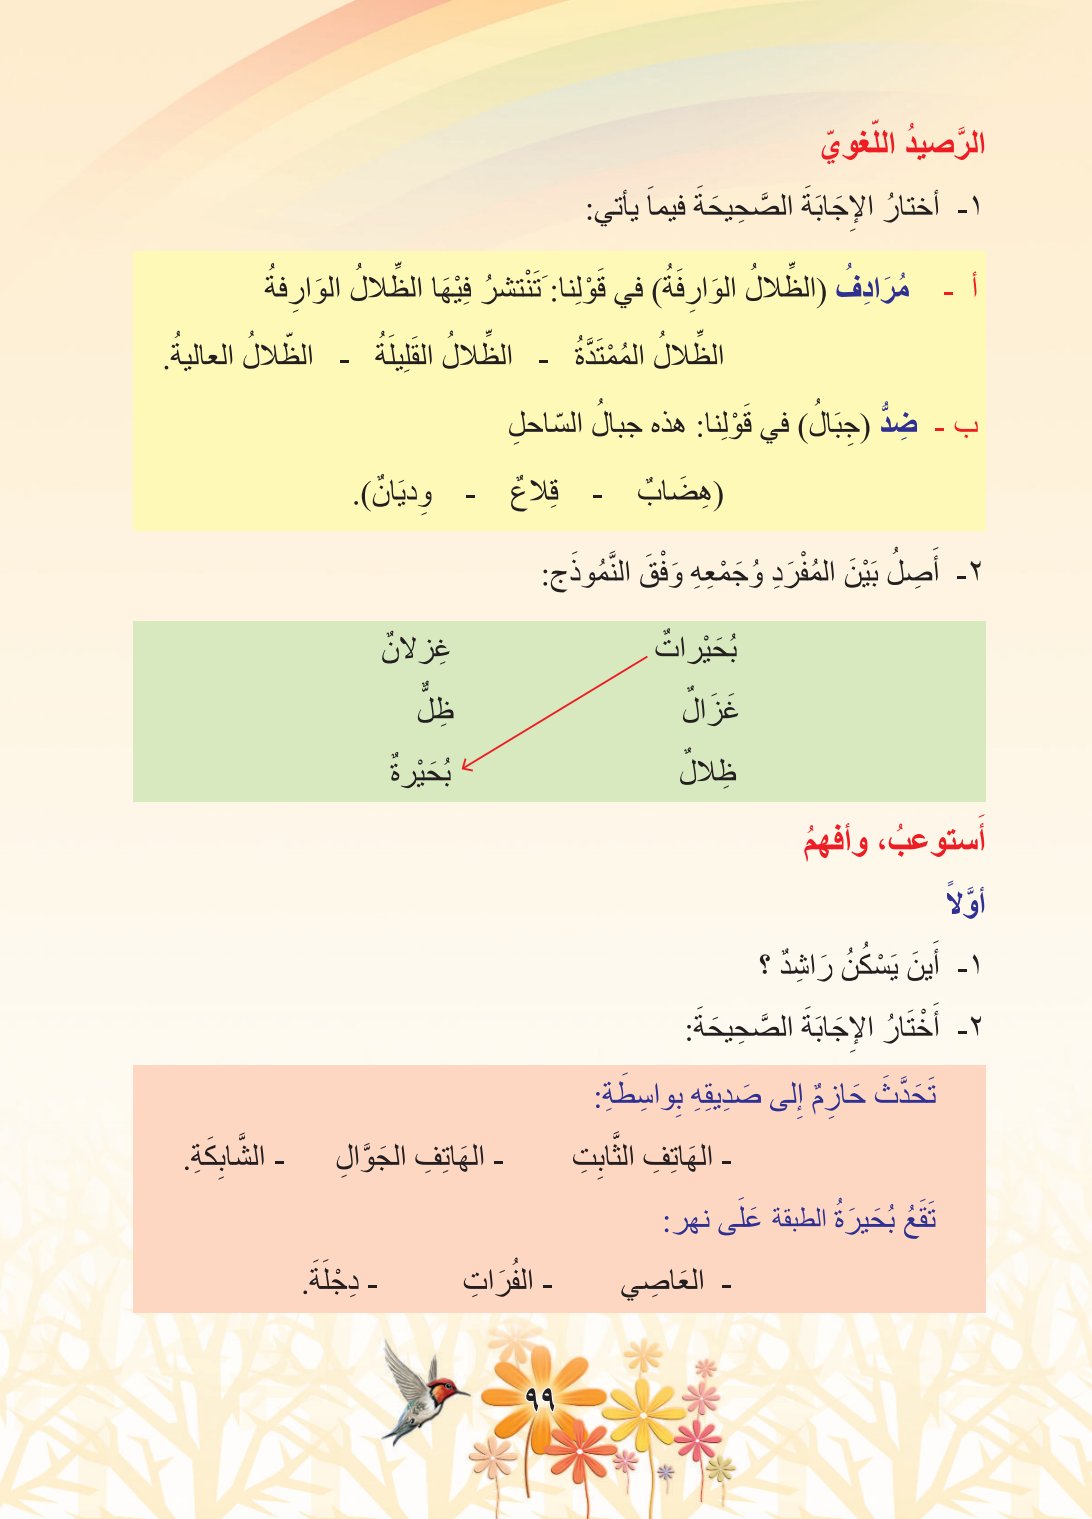 الرَّصيدُ اللّغويّ
١- أختارُ الإِجَابَةَ الصَّحِيحَةَ فيماَ يأتي:
أ - مُرَادِفُ (الظِّلالُ الوَارِفَةُ) في قَوْلِنا: تَنْتشرُ فِيْهَا الظِّلالُ الوَارِفةُ
الظِّلالُ المُمْتَدَّةُ - الظِّلالُ القَلِيلَةُ - الظّلالُ العاليةُ.
ب - ضِدُّ (جِبَالُ) في قَوْلِنا: هذه جبالُ السّاحلِ
(هِضَابٌ - قِلاعٌ - وِديَانٌ).
٢- أَصِلُ بَيْنَ المُفْرَدِ وُجَمْعِهِ وَفْقَ النَّمُوذَج:
بُحَيْراتٌ غِزلانٌ
غَزَالٌ ظِلٌّ
ظِلالٌ بُحَيْرةٌ
أَستوعبُ، وأفهمُ
أوَّلاً
١- أَينَ يَسْكُنُ رَاشِدٌ ؟
٢- أَخْتَارُ الإِجَابَةَ الصَّحِيحَةَ:
تَحَدَّثَ حَازِمٌ إِلى صَدِيقِهِ بِواسِطَةِ:
- الهَاتِفِ الثَّابِتِ - الهَاتِفِ الجَوَّالِ - الشَّابِكَةِ.
تَقَعُ بُحَيرَةُ الطبقة عَلَى نهر:
- العَاصِي - الفُرَاتِ - دِجْلَةَ.
٩٩